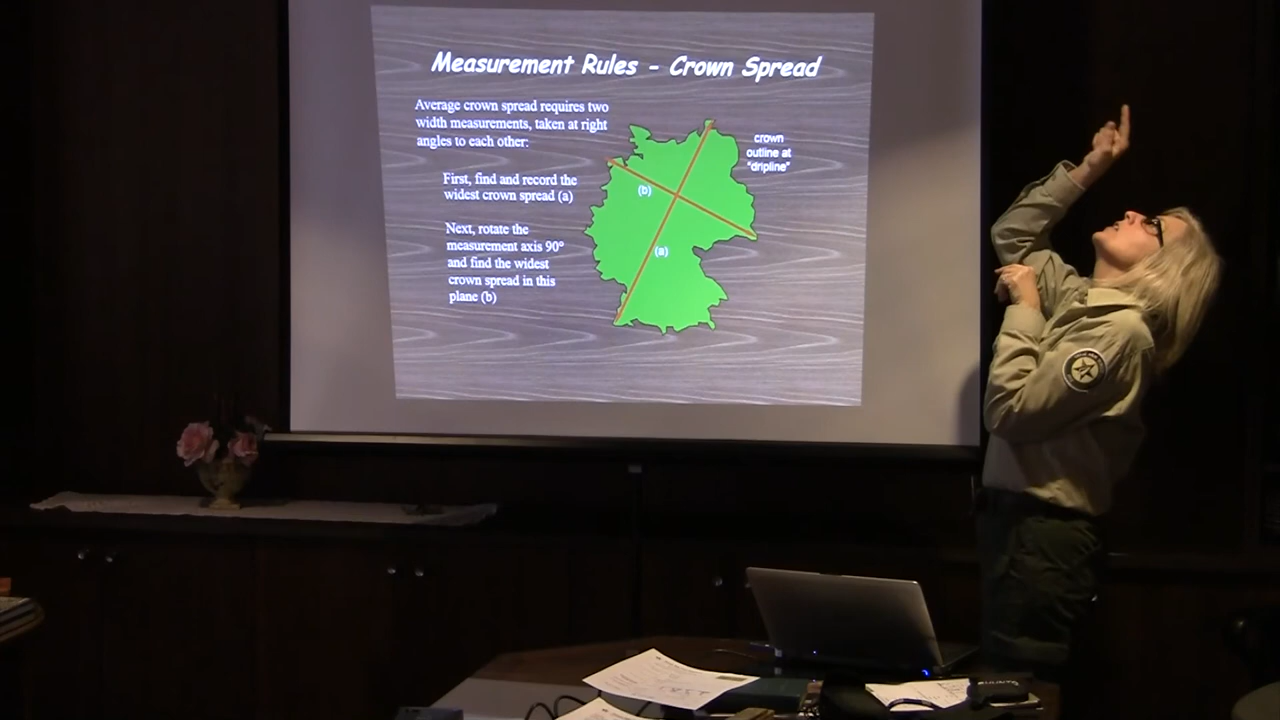 Measurement Rules - Crown Spread
Average crown spread requires two
width measurements, taken at right
angles to each other:
crown
outline at
"dripline"
First, find and record the
widest crown spread (a)
(b)
Next, rotate the
measurement axis 90°
and find the widest
crown spread in this
plane (b)
(a)